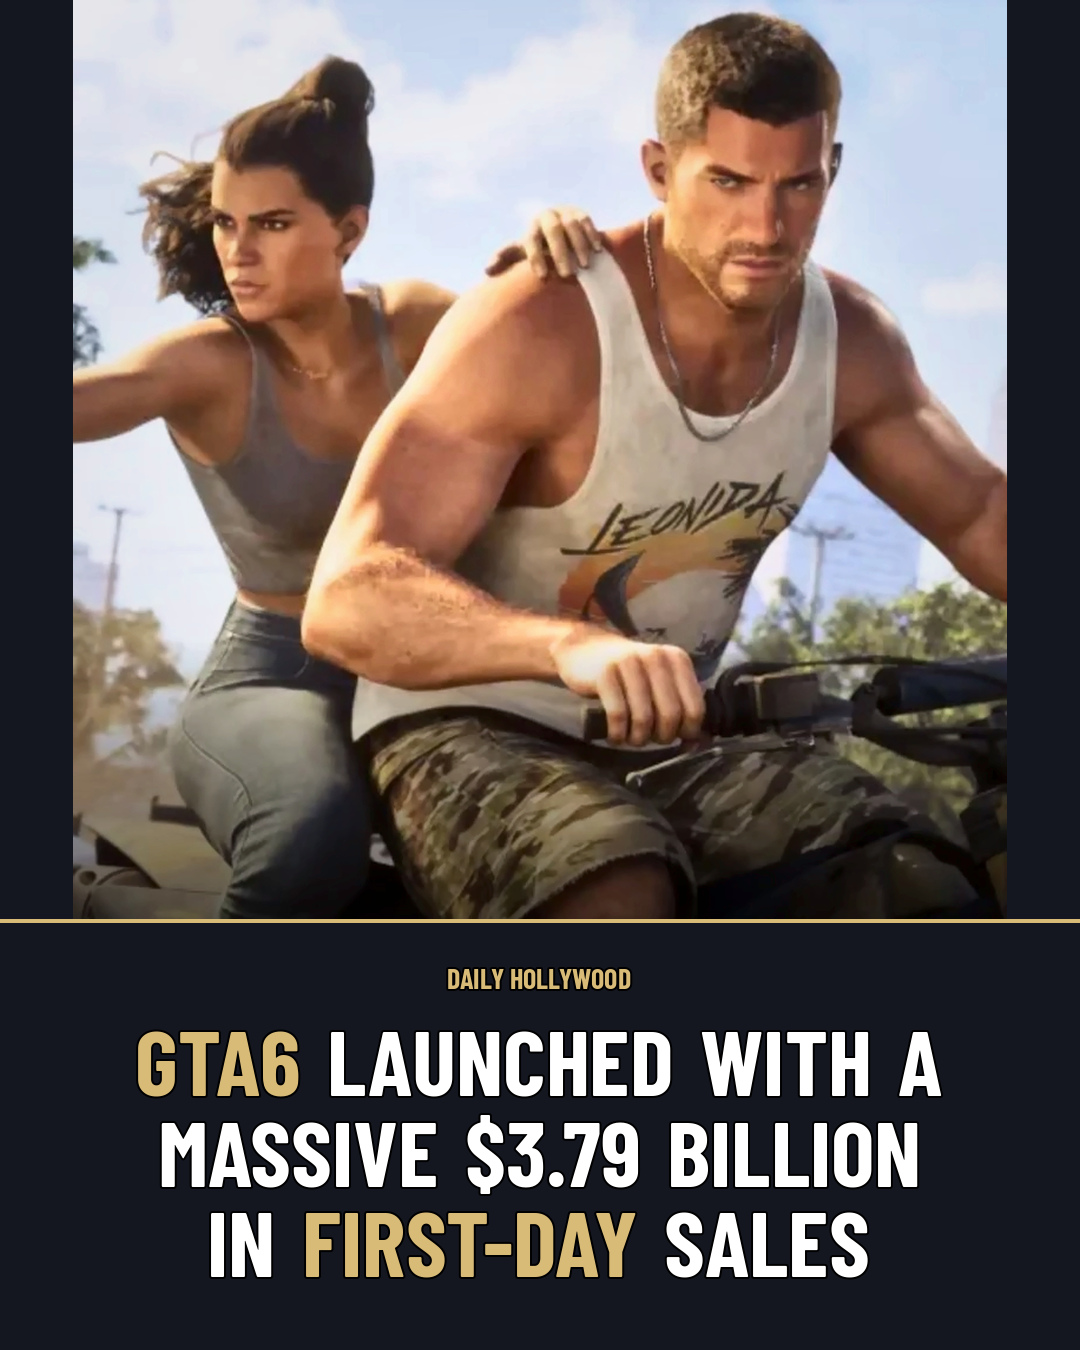 LEONIDA
DAILY HOLLYWOOD
GTA6 LAUNCHED WITH A
MASSIVE $3.79 BILLION
IN FIRST-DAY SALES